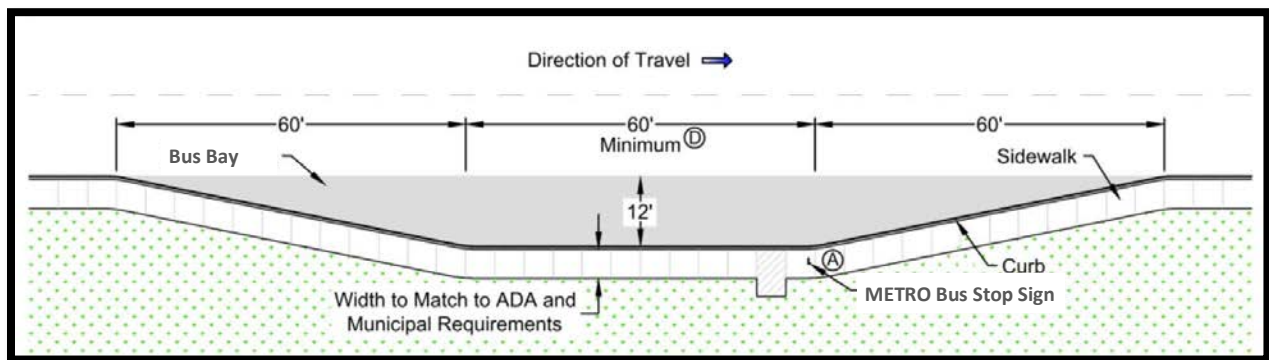 Direction of Travel
60'
60'
60'
Minimum D
Bus Bay
Sidewalk
12'
A
Curb
METRO Bus Stop Sign
Width to Match to ADA and
Municipal Requirements